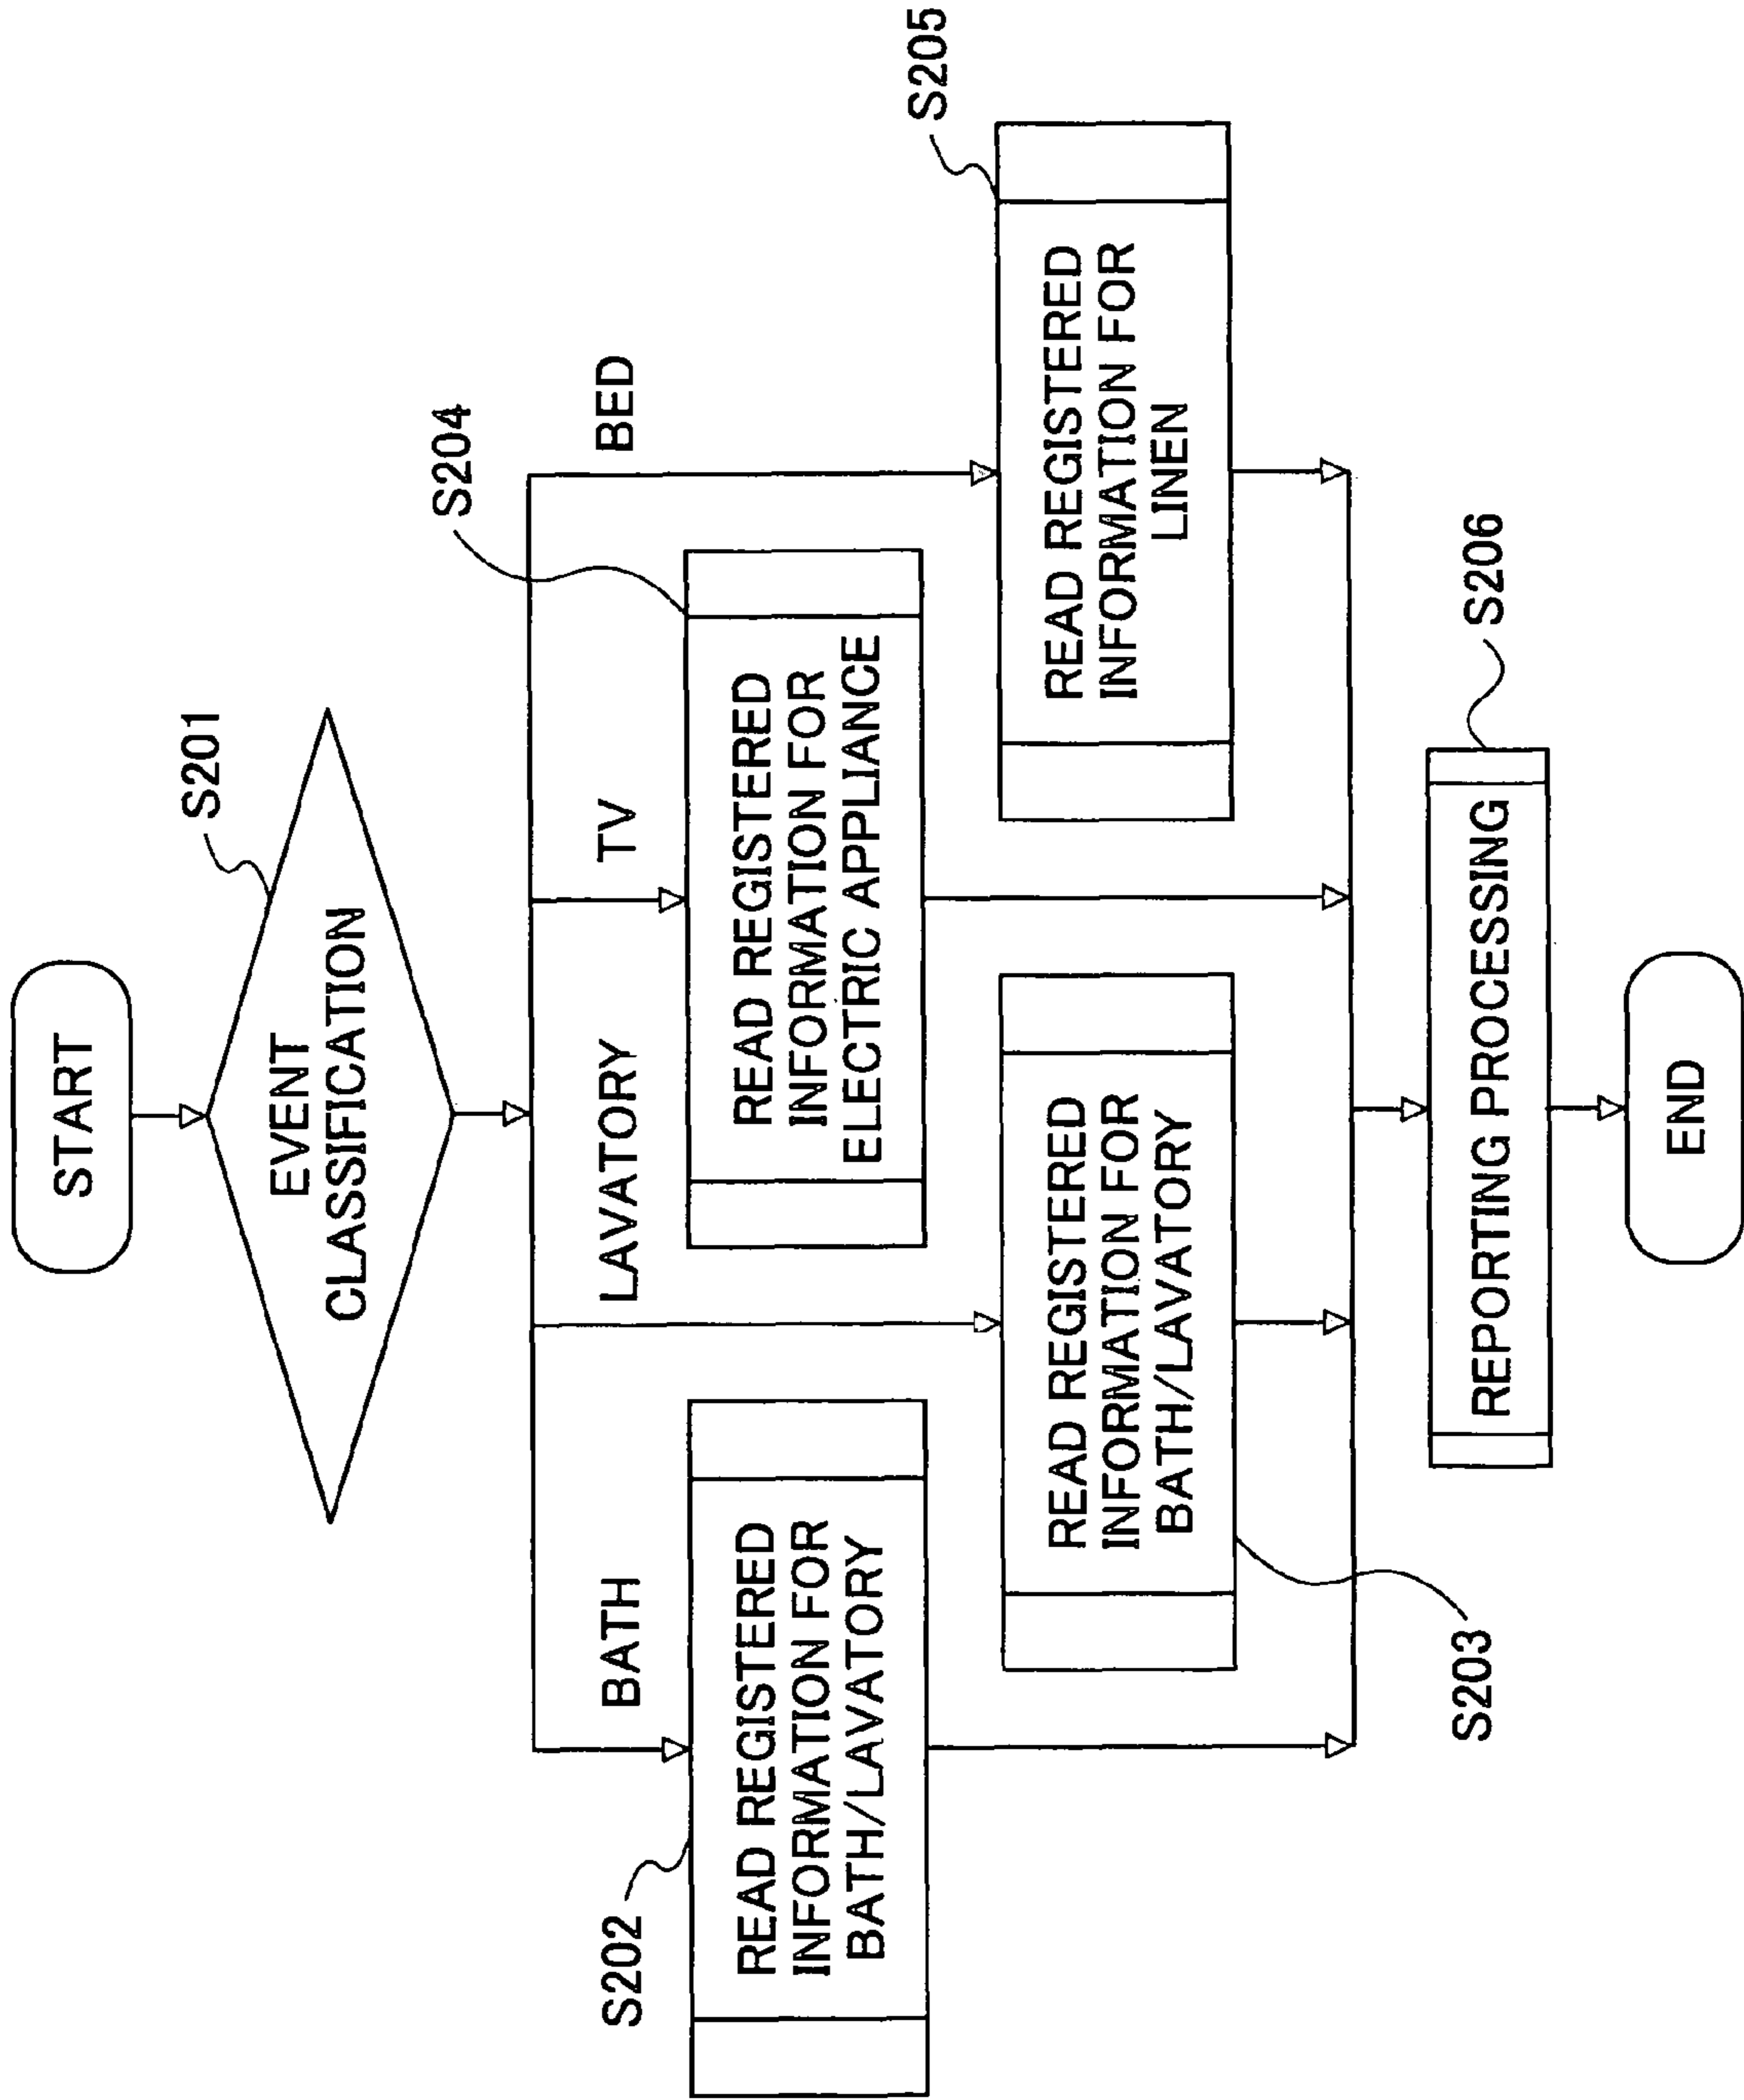 START
S201
EVENT
CLASSIFICATION
BATH
LAVATORY
TV
BED
S202
READ REGISTERED
INFORMATION FOR
BATH/LAVATORY
S204
READ REGISTERED
INFORMATION FOR
ELECTRIC APPLIANCE
S203
READ REGISTERED
INFORMATION FOR
BATH/LAVATORY
S205
READ REGISTERED
INFORMATION FOR
LINEN
S206
REPORTING PROCESSING
END